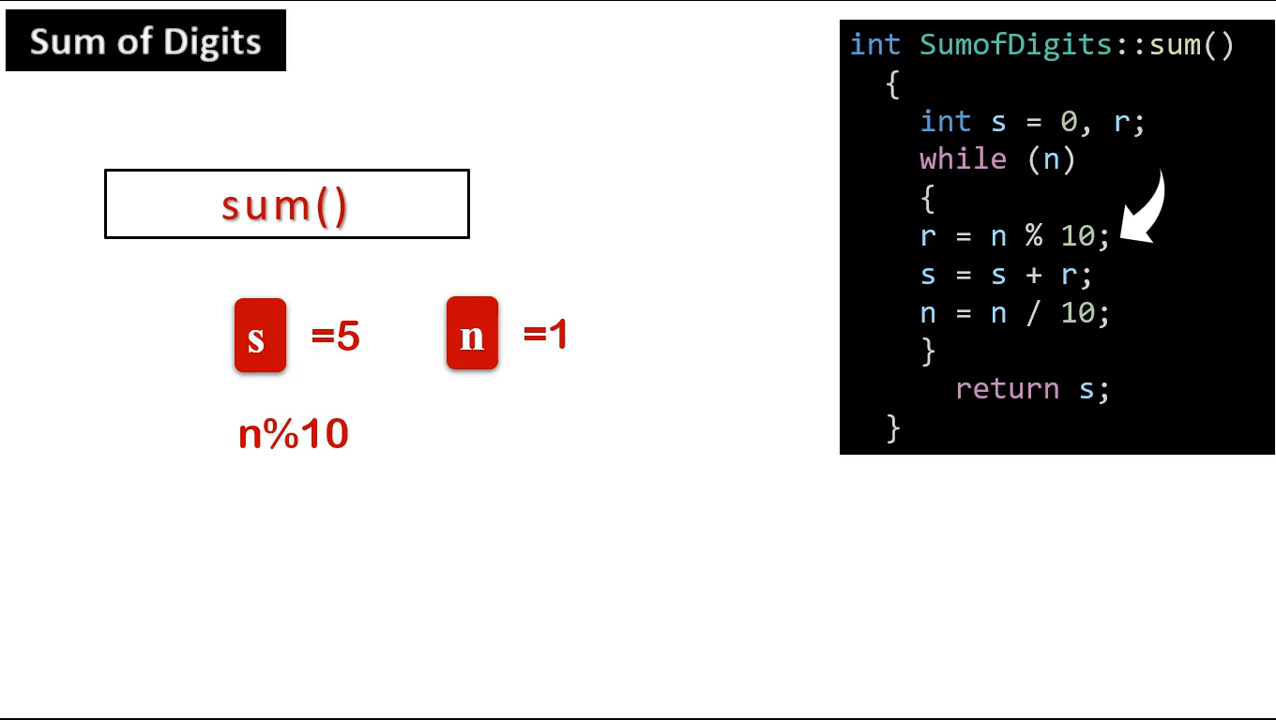 Sum of Digits
sum()
s =5 n =1
n%10
int SumofDigits::sum()
{
int s = 0, r;
while (n)
{
r = n % 10;
s = s + r;
n = n / 10;
}
return s;
}